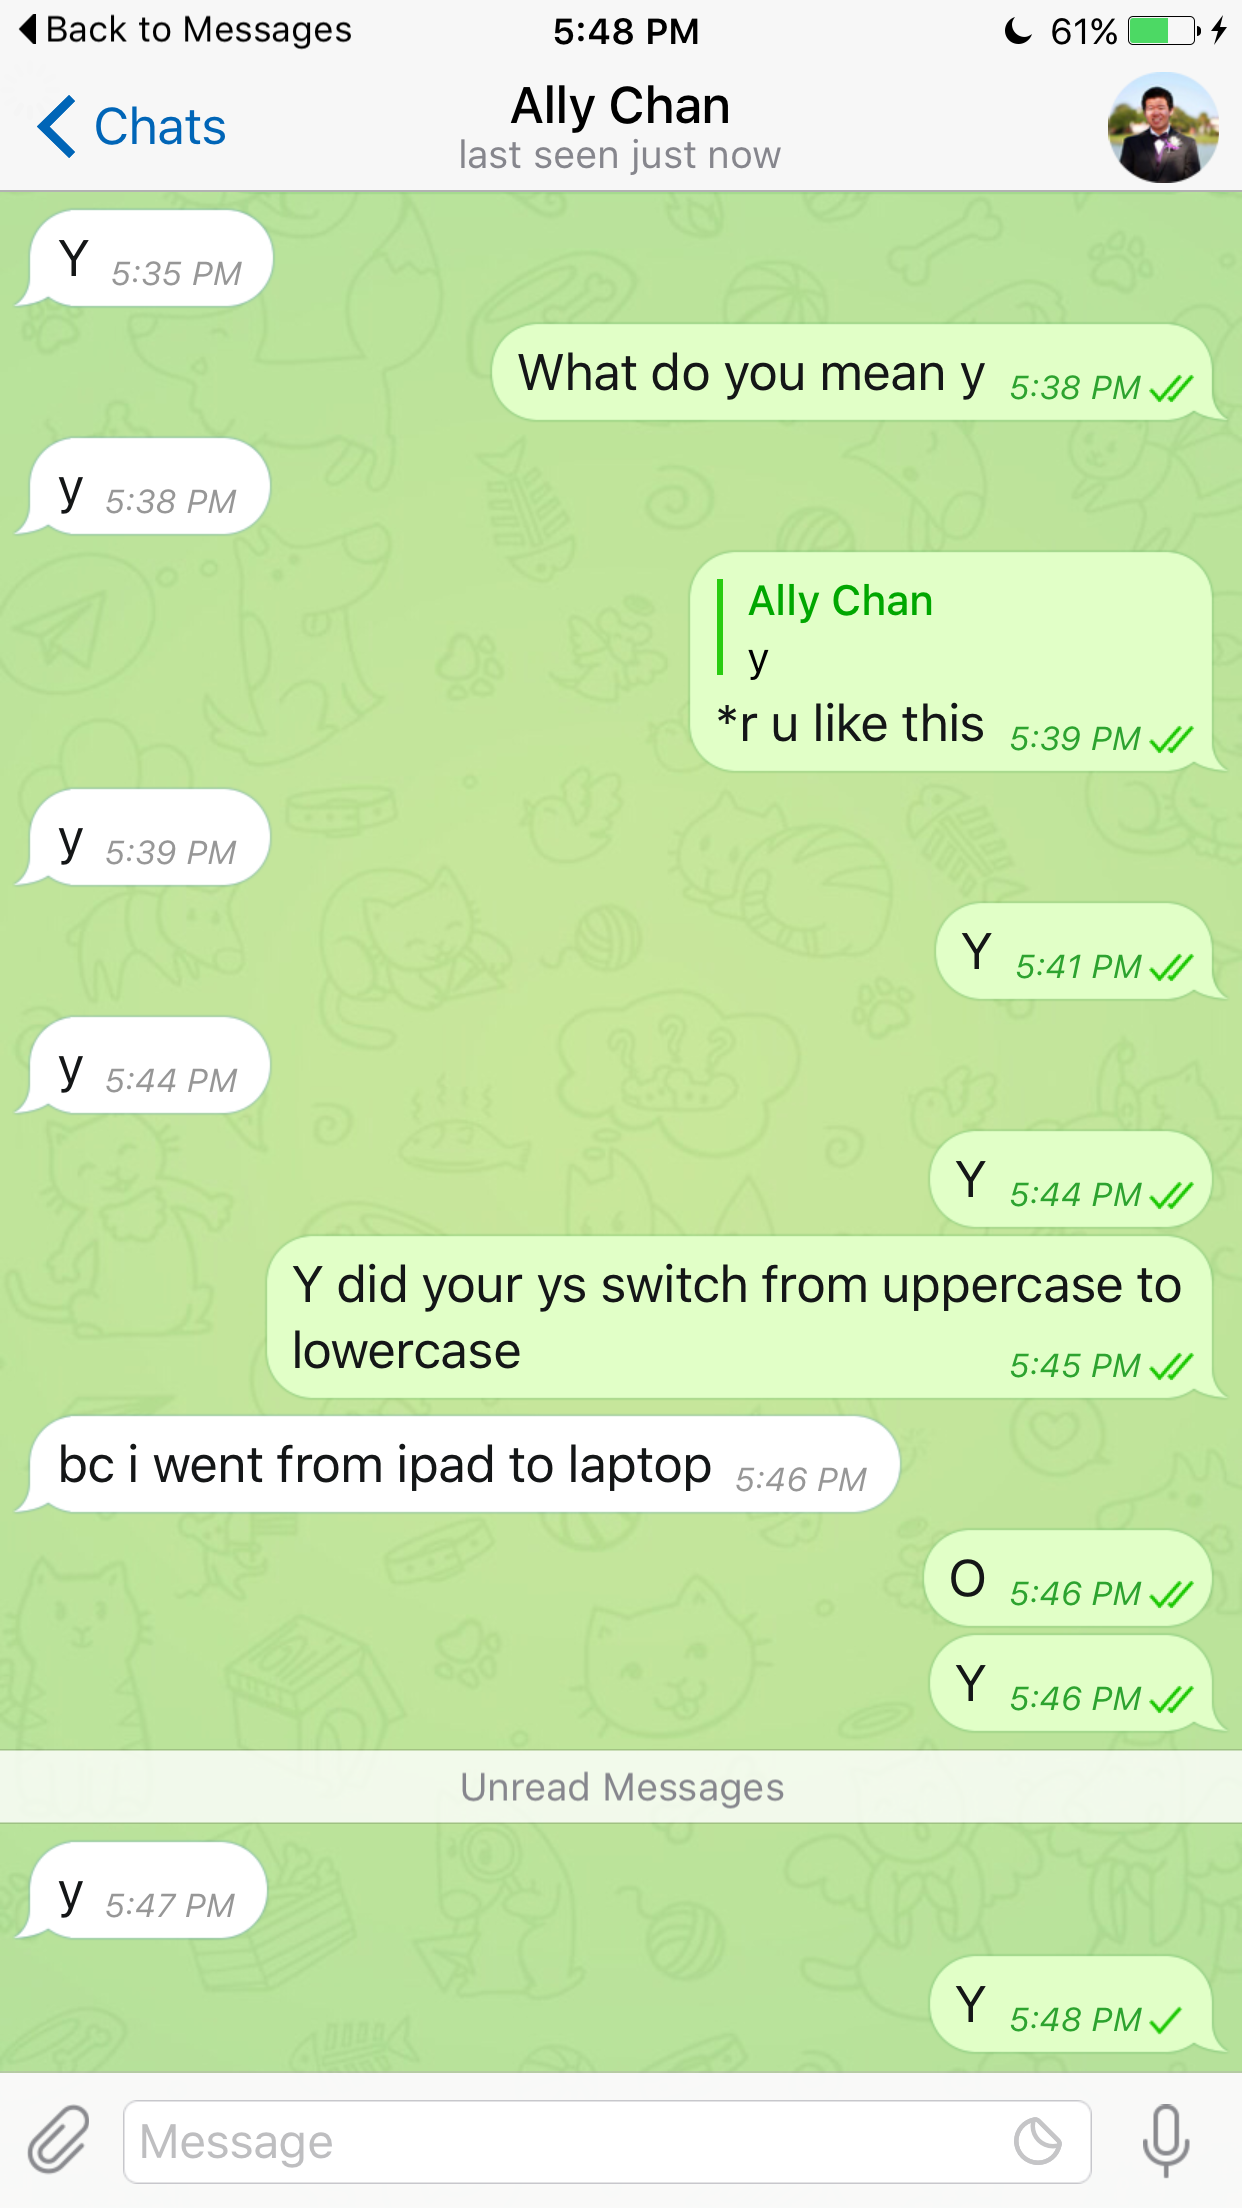 Back to Messages 5:48 PM 61%
Chats Ally Chan
last seen just now
Y 5:35 PM
What do you mean y 5:38 PM
y 5:38 PM
Ally Chan
y
*r u like this 5:39 PM
y 5:39 PM
Y 5:41 PM
y 5:44 PM
Y 5:44 PM
Y did your ys switch from uppercase to
lowercase 5:45 PM
bc i went from ipad to laptop 5:46 PM
O 5:46 PM
Y 5:46 PM
Unread Messages
y 5:47 PM
Y 5:48 PM
Message